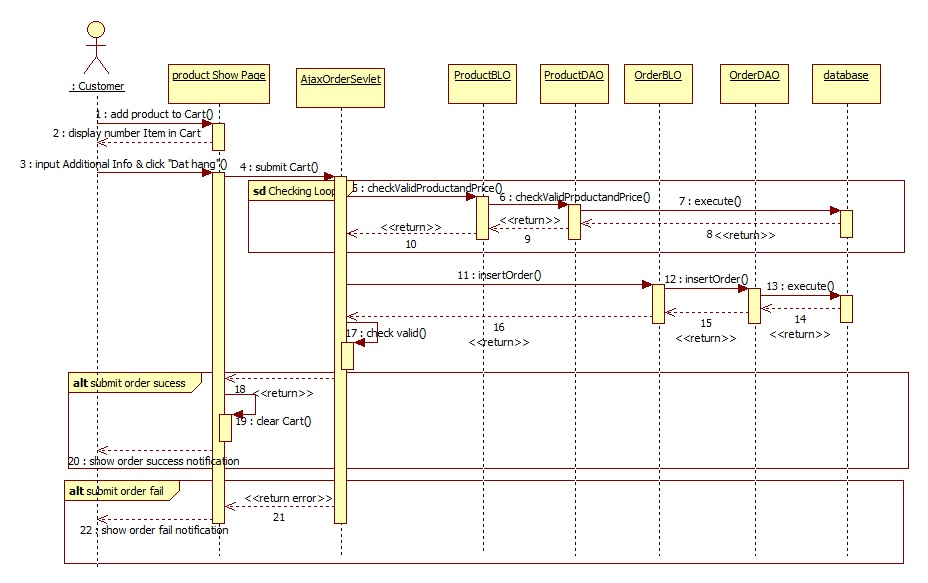 : Customer
product Show Page
AjaxOrderSevlet
ProductBLO
ProductDAO
OrderBLO
OrderDAO
database
1 : add product to Cart()
2 : display number Item in Cart
3 : input Additional Info & click "Dat hang"()
4 : submit Cart()
sd Checking Loop
5 : checkValidProductandPrice()
6 : checkValidProductandPrice()
7 : execute()
8 <<return>>
<<return>>
9
<<return>>
10
11 : insertOrder()
12 : insertOrder()
13 : execute()
14
<<return>>
15
<<return>>
16
<<return>>
17 : check valid()
alt submit order sucess
18 <<return>>
19 : clear Cart()
20 : show order success notification
alt submit order fail
<<return error>>
21
22 : show order fail notification